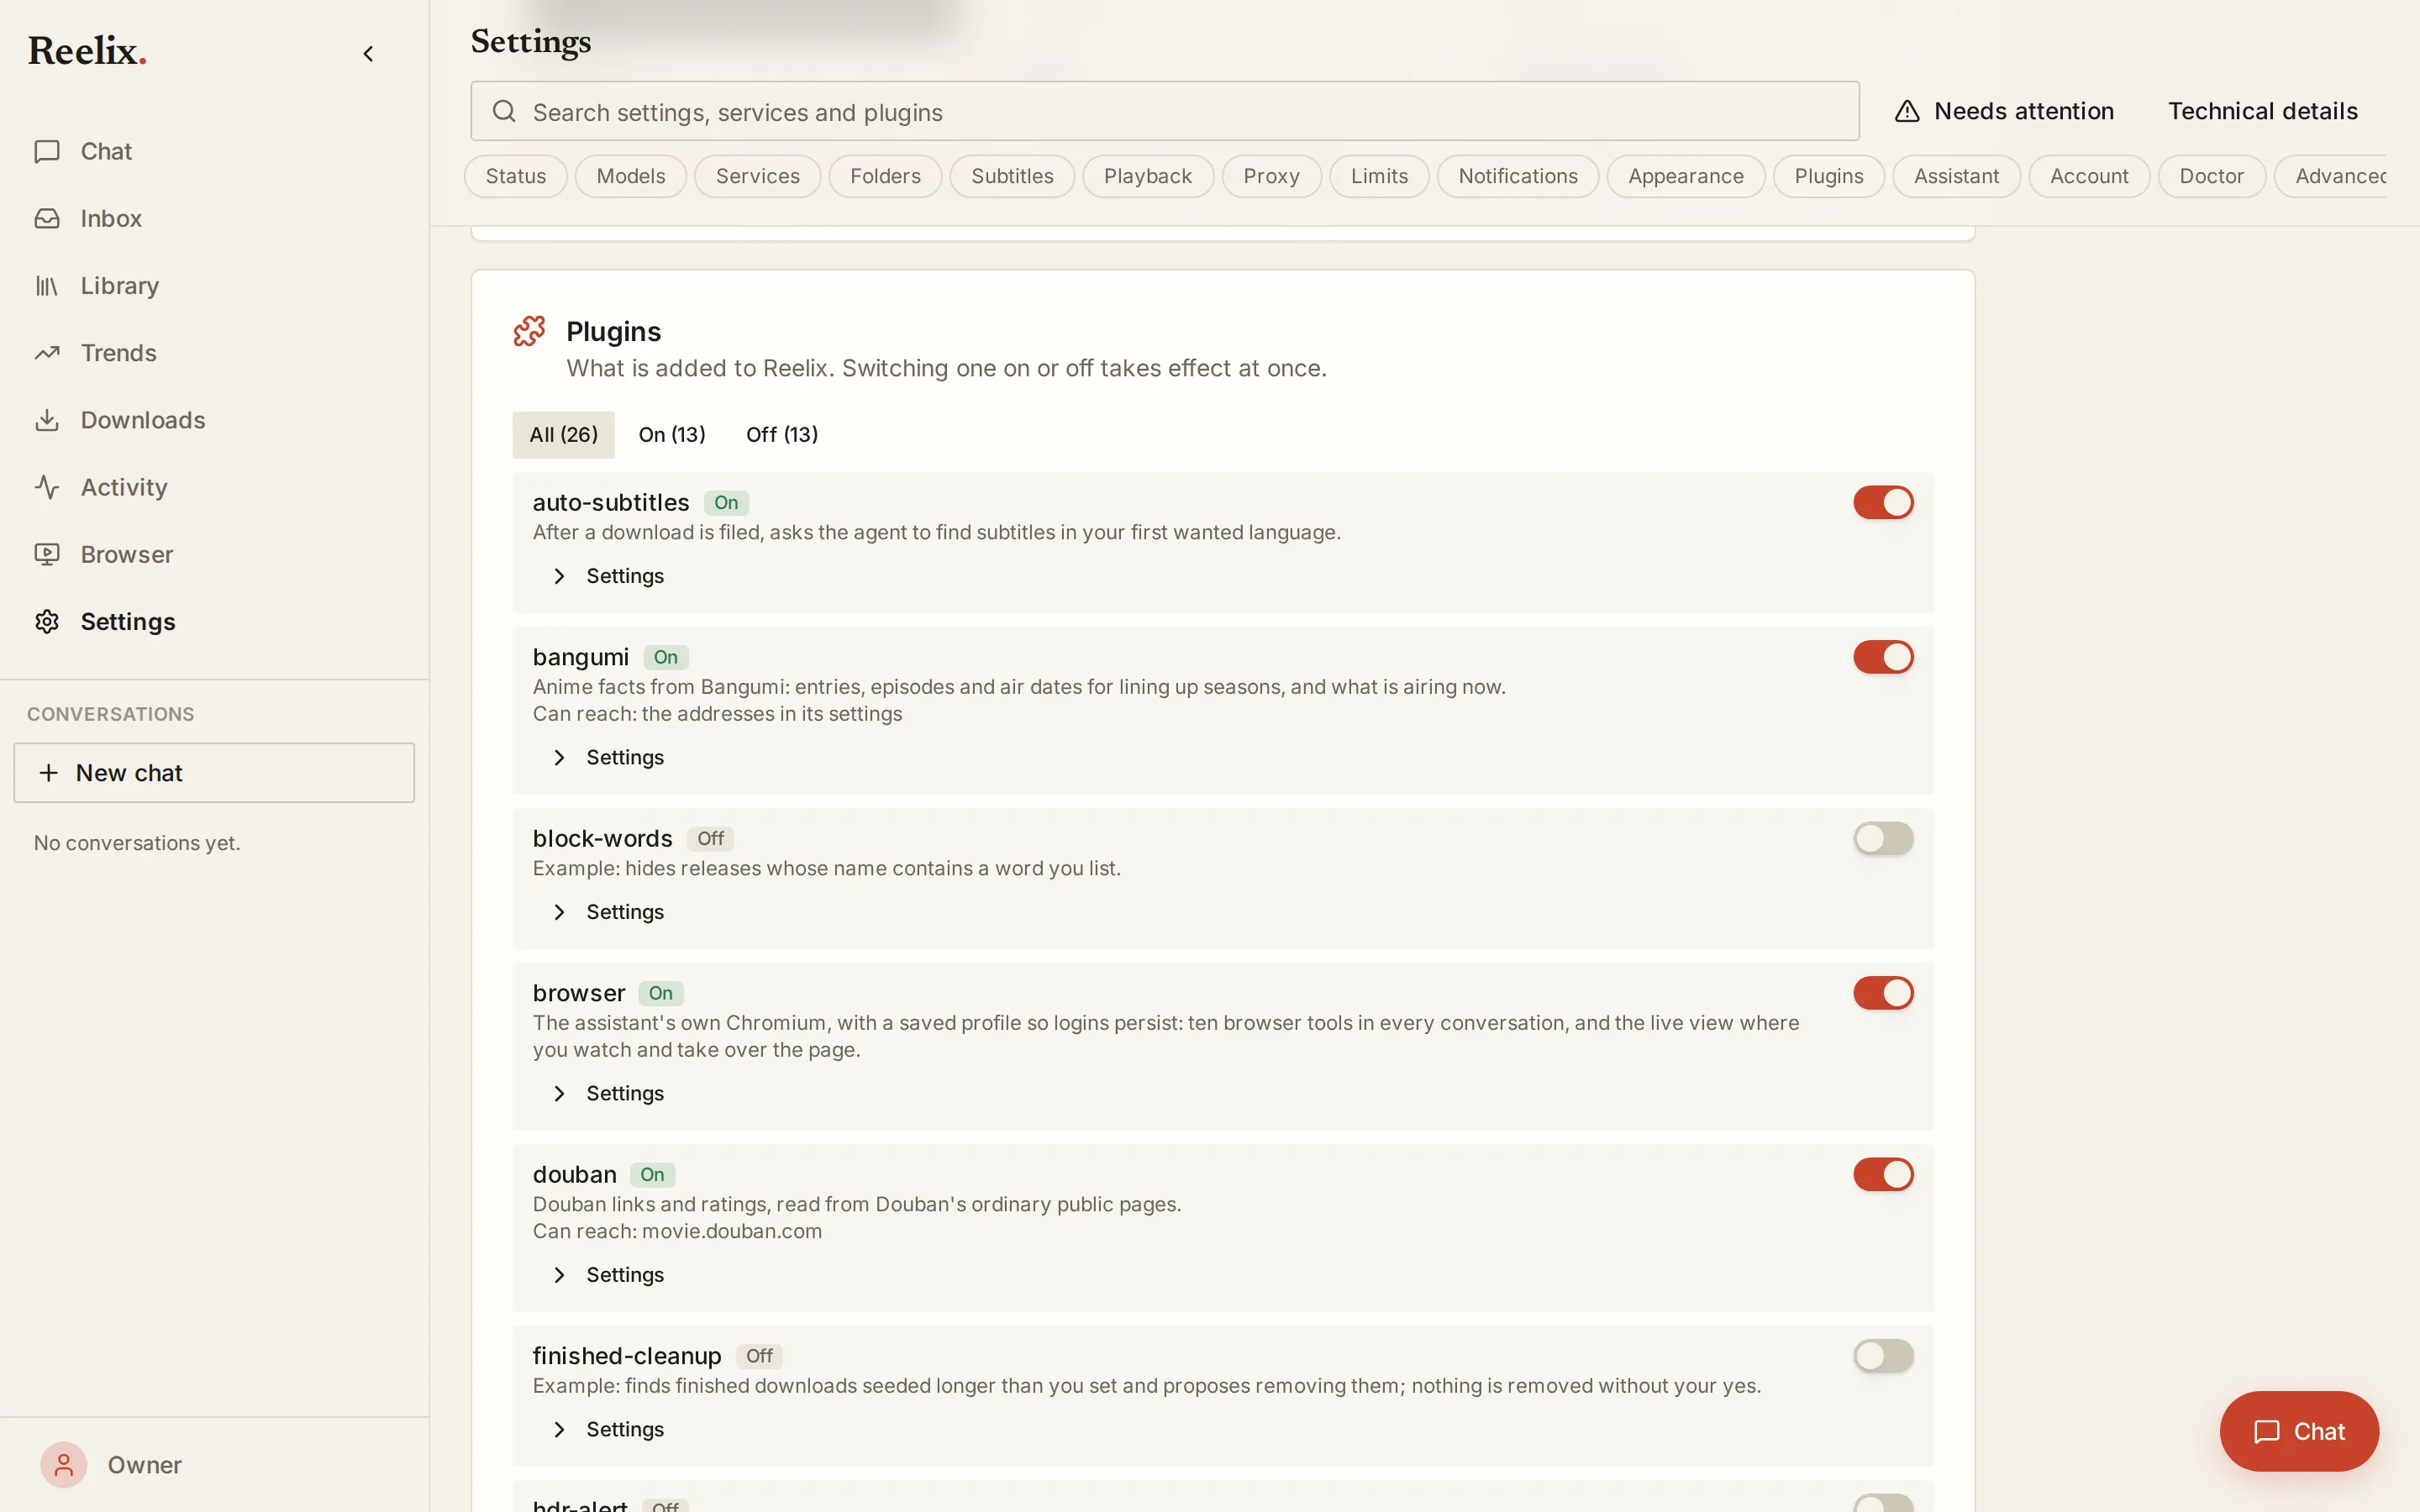 Reelix.
Chat
Inbox
Library
Trends
Downloads
Activity
Browser
Settings
CONVERSATIONS
New chat
No conversations yet.
Owner
Settings
Search settings, services and plugins
Needs attention
Technical details
Status
Models
Services
Folders
Subtitles
Playback
Proxy
Limits
Notifications
Appearance
Plugins
Assistant
Account
Doctor
Advanced
Plugins
What is added to Reelix. Switching one on or off takes effect at once.
All (26)
On (13)
Off (13)
auto-subtitles On
After a download is filed, asks the agent to find subtitles in your first wanted language.
Settings
bangumi On
Anime facts from Bangumi: entries, episodes and air dates for lining up seasons, and what is airing now.
Can reach: the addresses in its settings
Settings
block-words Off
Example: hides releases whose name contains a word you list.
Settings
browser On
The assistant's own Chromium, with a saved profile so logins persist: ten browser tools in every conversation, and the live view where
you watch and take over the page.
Settings
douban On
Douban links and ratings, read from Douban's ordinary public pages.
Can reach: movie.douban.com
Settings
finished-cleanup Off
Example: finds finished downloads seeded longer than you set and proposes removing them; nothing is removed without your yes.
Settings
hdr-alert Off
Chat